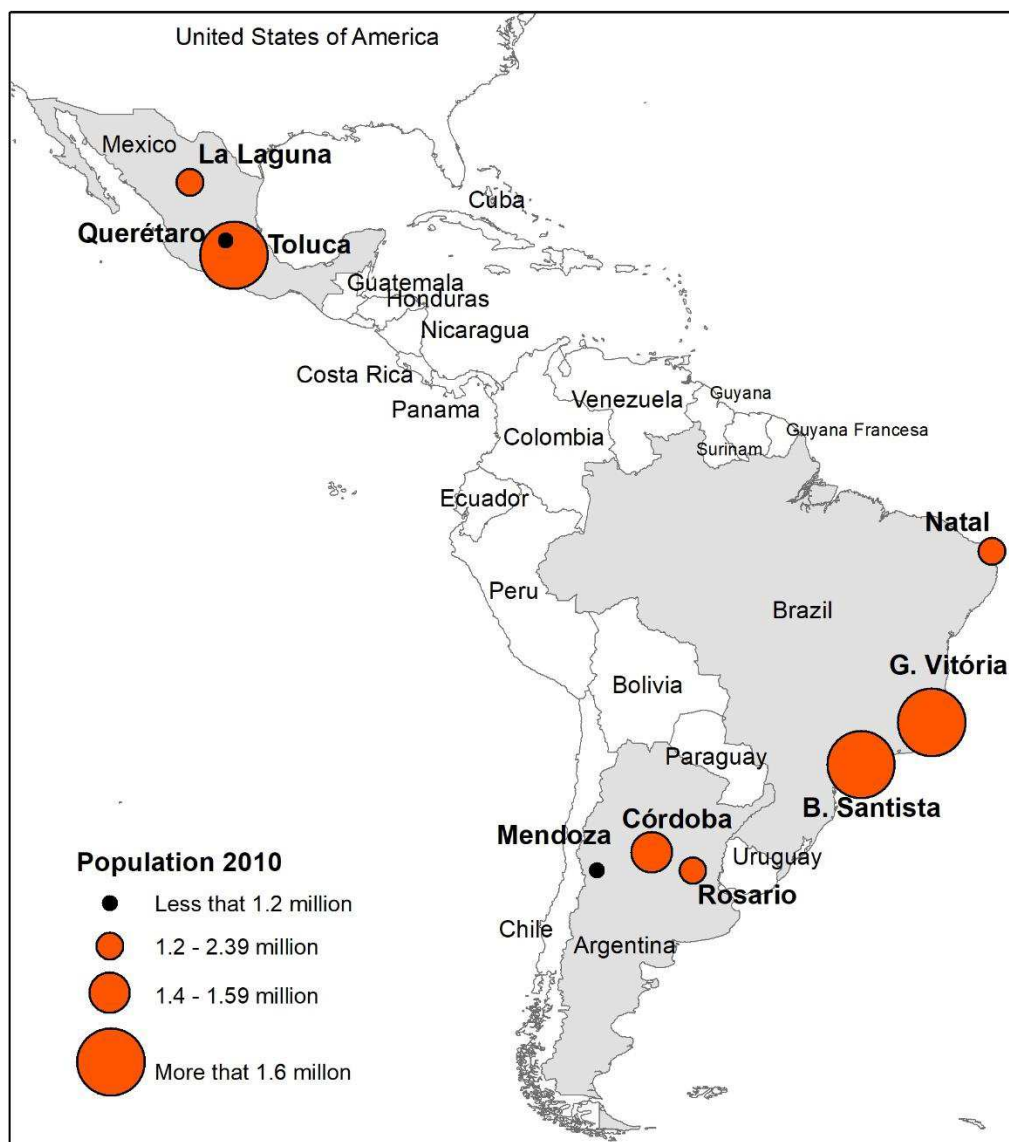 United States of America
Mexico
La Laguna
Cuba
Querétaro
Toluca
Guatemala
Honduras
Nicaragua
Costa Rica
Panama
Venezuela
Guyana
Colombia
Surinam
Guyana Francesa
Ecuador
Natal
Peru
Brazil
G. Vitória
Bolivia
Paraguay
B. Santista
Córdoba
Mendoza
Uruguay
Rosario
Chile
Argentina
Population 2010
Less that 1.2 million
1.2 - 2.39 million
1.4 - 1.59 million
More that 1.6 millon